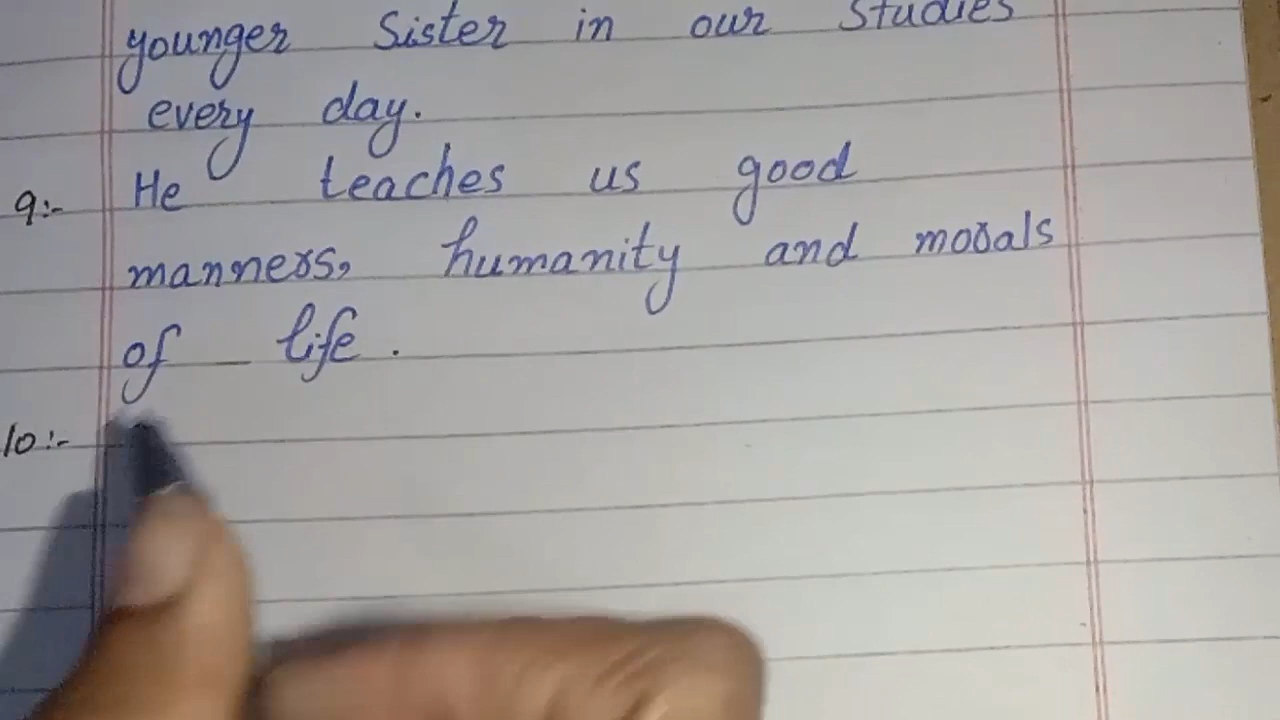 younger Sister in our Studies
every day.
9:- He teaches us good
manners, humanity and morals
of life.
10:-